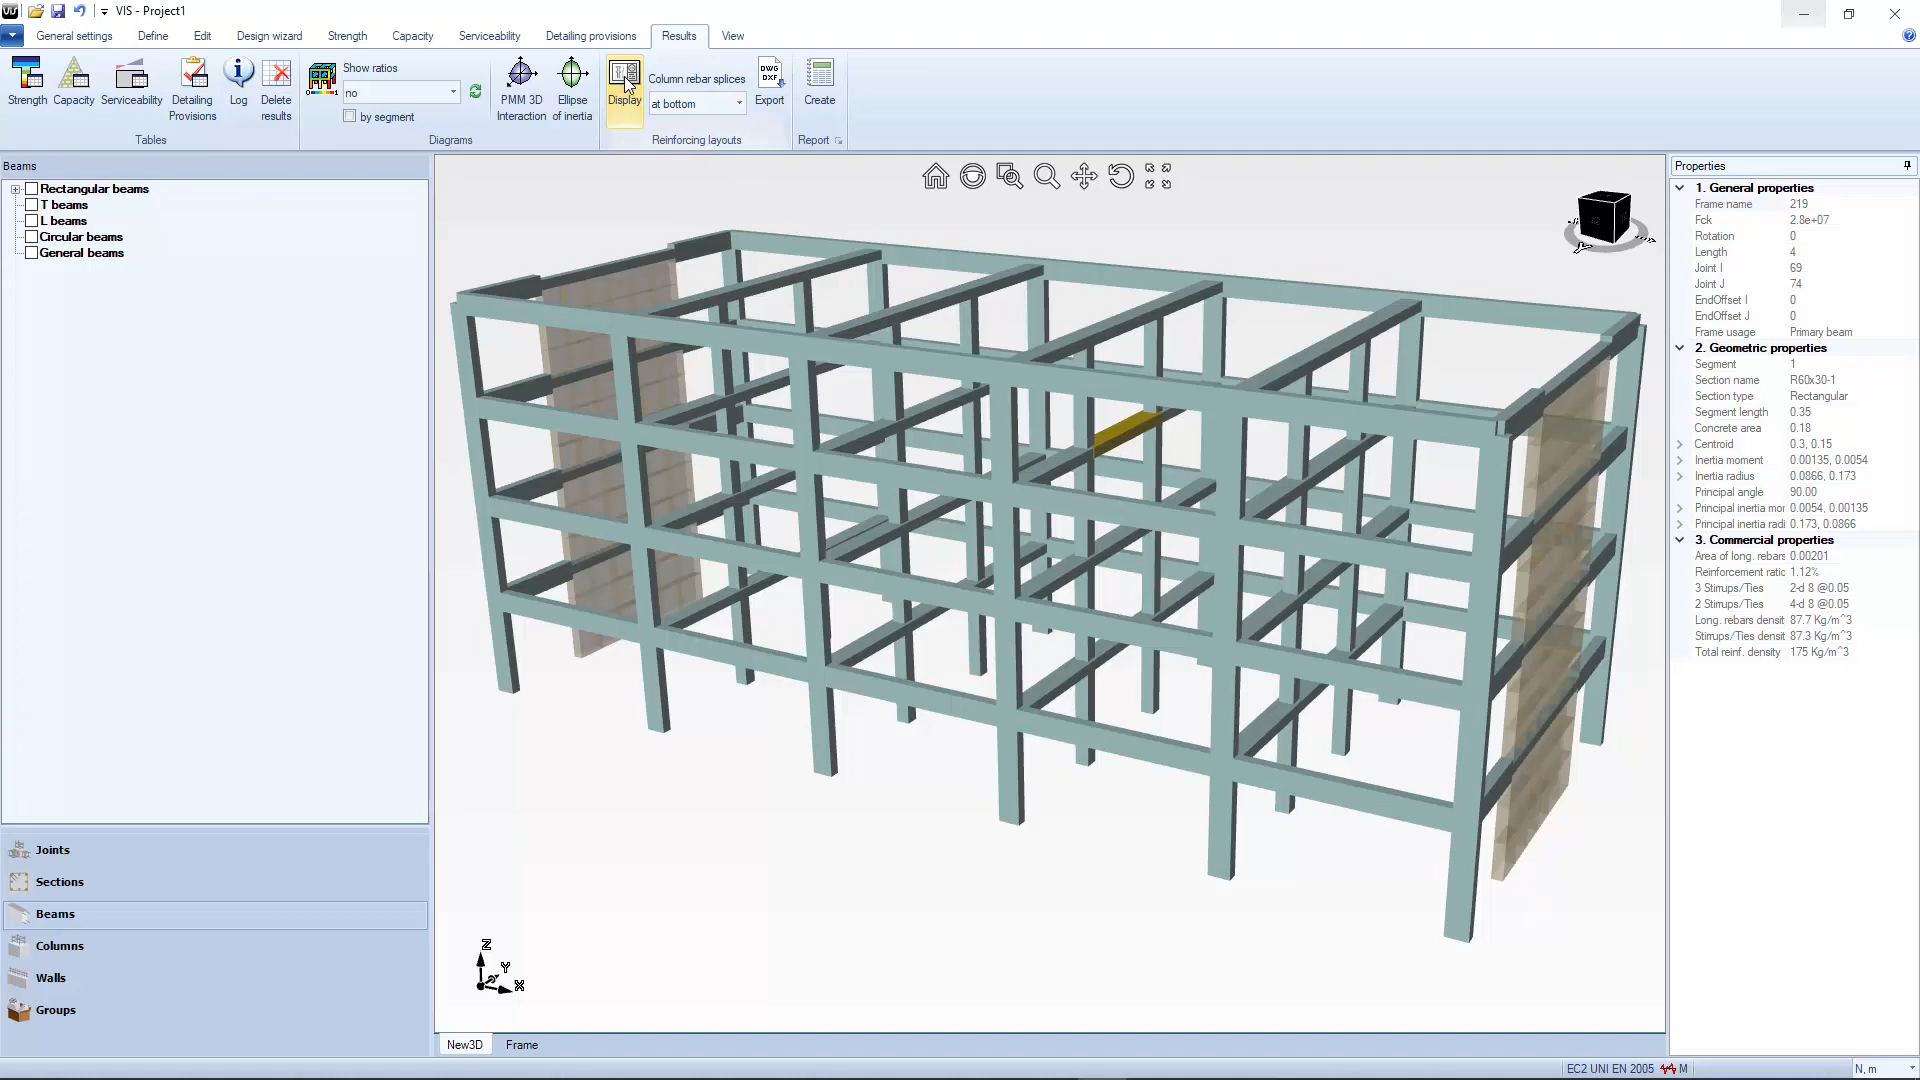 VIS - Project1
General settings
Define
Edit
Design wizard
Strength
Capacity
Serviceability
Detailing provisions
Results
View
Strength
Capacity
Serviceability
Detailing Provisions
Log
Delete results
Tables
Show ratios
no
by segment
PMM 3D Interaction
Ellipse of inertia
Diagrams
Display
Column rebar splices
at bottom
DWG DXF
Export
Reinforcing layouts
Create
Report
Beams
Rectangular beams
T beams
L beams
Circular beams
General beams
Joints
Sections
Beams
Columns
Walls
Groups
Z
Y
X
New3D
Frame
Properties
1. General properties
Frame name 219
Fck 2.8e+07
Rotation 0
Length 4
Joint I 69
Joint J 74
EndOffset I 0
EndOffset J 0
Frame usage Primary beam
2. Geometric properties
Segment 1
Section name R60x30-1
Section type Rectangular
Segment length 0.35
Concrete area 0.18
Centroid 0.3, 0.15
Inertia moment 0.00135, 0.0054
Inertia radius 0.0866, 0.173
Principal angle 90.00
Principal inertia mor 0.0054, 0.00135
Principal inertia radi 0.173, 0.0866
3. Commercial properties
Area of long. rebars 0.00201
Reinforcement ratio 1.12%
3 Stirrups/Ties 2-d 8 @0.05
2 Stirrups/Ties 4-d 8 @0.05
Long. rebars densit 87.7 Kg/m^3
Stirrups/Ties densit 87.3 Kg/m^3
Total reinf. density 175 Kg/m^3
EC2 UNI EN 2005 M
N, m